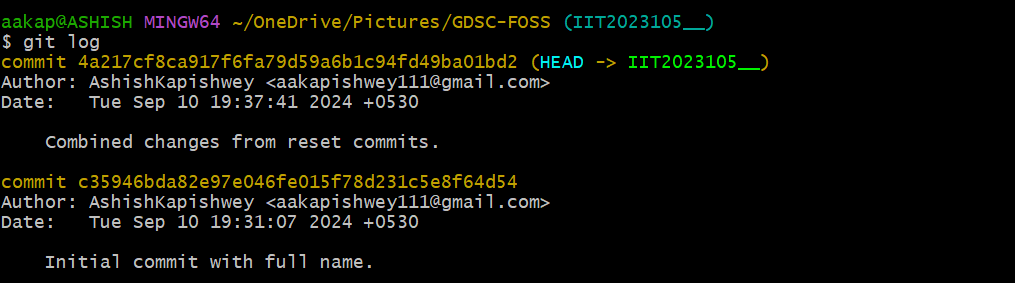 aakap@ASHISH MINGW64 ~/OneDrive/Pictures/GDSC-FOSS (IIT2023105__)
$ git log
commit 4a217cf8ca917f6fa79d59a6b1c94fd49ba01bd2 (HEAD -> IIT2023105__)
Author: AshishKapishwey <aakapishwey111@gmail.com>
Date:   Tue Sep 10 19:37:41 2024 +0530

    Combined changes from reset commits.

commit c35946bda82e97e046fe015f78d231c5e8f64d54
Author: AshishKapishwey <aakapishwey111@gmail.com>
Date:   Tue Sep 10 19:31:07 2024 +0530

    Initial commit with full name.